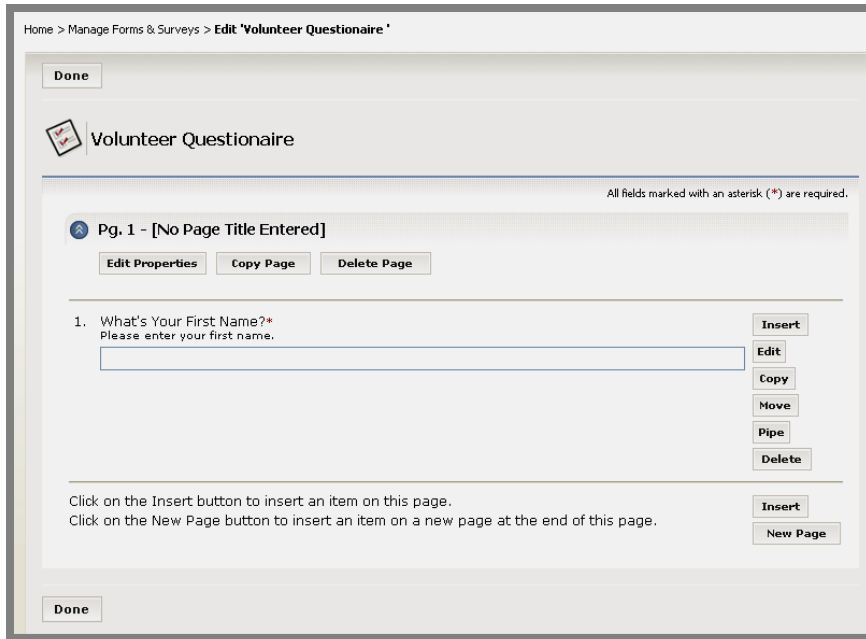 Home > Manage Forms & Surveys > Edit 'Volunteer Questionaire '
Done
Volunteer Questionaire
All fields marked with an asterisk (*) are required.
Pg. 1 - [No Page Title Entered]
Edit Properties Copy Page Delete Page
1. What's Your First Name?*
Please enter your first name.
Insert
Edit
Copy
Move
Pipe
Delete
Click on the Insert button to insert an item on this page.
Click on the New Page button to insert an item on a new page at the end of this page.
Insert
New Page
Done